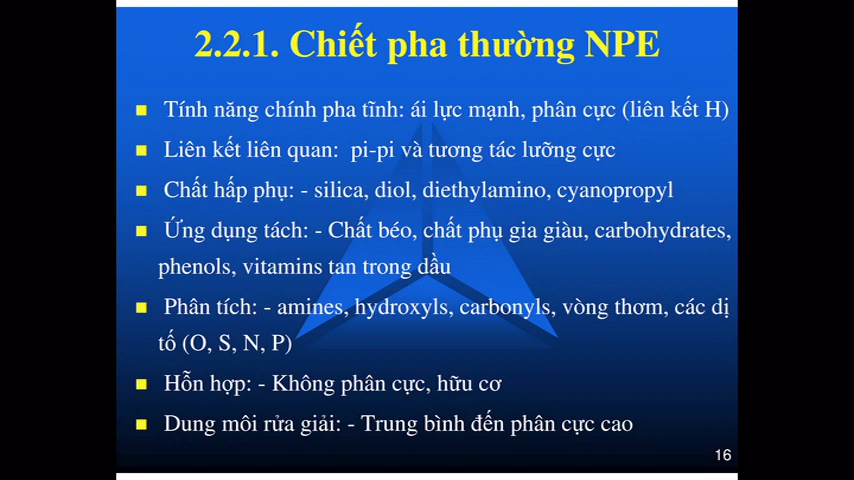 2.2.1. Chiết pha thường NPE
Tính năng chính pha tĩnh: ái lực mạnh, phân cực (liên kết H)
Liên kết liên quan: pi-pi và tương tác lưỡng cực
Chất hấp phụ: - silica, diol, diethylamino, cyanopropyl
Ứng dụng tách: - Chất béo, chất phụ gia giàu, carbohydrates,
phenols, vitamins tan trong dầu
Phân tích: - amines, hydroxyls, carbonyls, vòng thơm, các dị
tố (O, S, N, P)
Hỗn hợp: - Không phân cực, hữu cơ
Dung môi rửa giải: - Trung bình đến phân cực cao
16